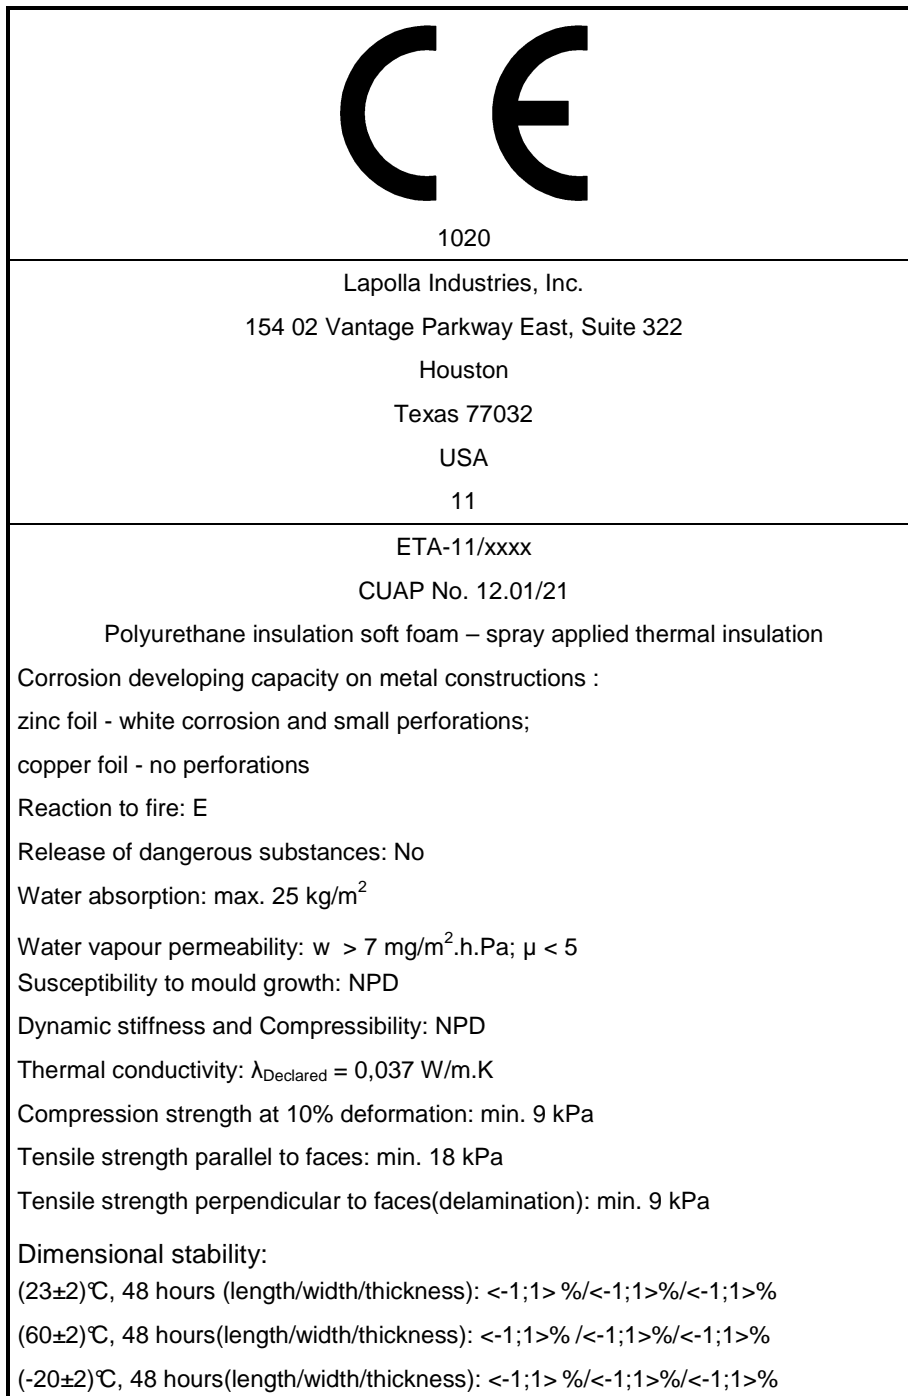 CE
1020
Lapolla Industries, Inc.
154 02 Vantage Parkway East, Suite 322
Houston
Texas 77032
USA
11
ETA-11/xxxx
CUAP No. 12.01/21
Polyurethane insulation soft foam – spray applied thermal insulation
Corrosion developing capacity on metal constructions :
zinc foil - white corrosion and small perforations;
copper foil - no perforations
Reaction to fire: E
Release of dangerous substances: No
Water absorption: max. 25 kg/m²
Water vapour permeability: w > 7 mg/m².h.Pa; μ < 5
Susceptibility to mould growth: NPD
Dynamic stiffness and Compressibility: NPD
Thermal conductivity: λDeclared = 0,037 W/m.K
Compression strength at 10% deformation: min. 9 kPa
Tensile strength parallel to faces: min. 18 kPa
Tensile strength perpendicular to faces(delamination): min. 9 kPa
Dimensional stability:
(23±2)℃, 48 hours (length/width/thickness): <-1;1> %/<-1;1>%/<-1;1>%
(60±2)℃, 48 hours(length/width/thickness): <-1;1>% /<-1;1>%/<-1;1>%
(-20±2)℃, 48 hours(length/width/thickness): <-1;1> %/<-1;1>%/<-1;1>%